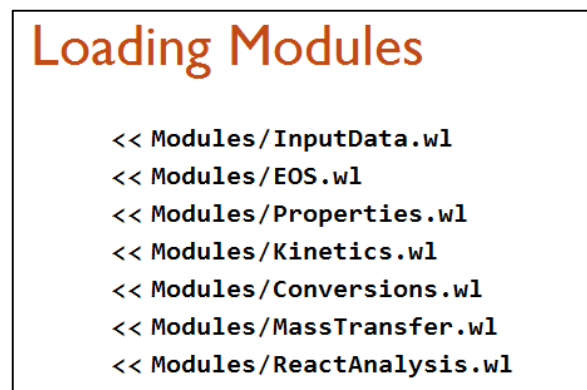 Loading Modules
<< Modules/InputData.wl
<< Modules/EOS.wl
<< Modules/Properties.wl
<< Modules/Kinetics.wl
<< Modules/Conversions.wl
<< Modules/MassTransfer.wl
<< Modules/ReactAnalysis.wl